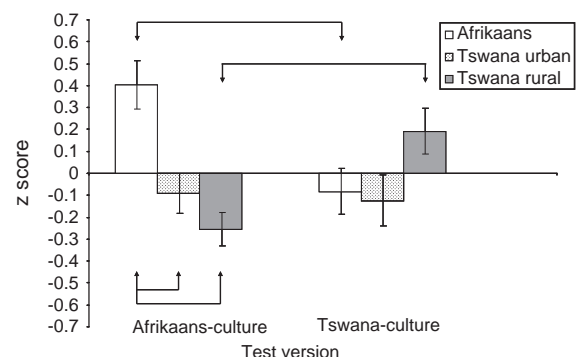 0.7
0.6
0.5
0.4
0.3
0.2
0.1
0
-0.1
-0.2
-0.3
-0.4
-0.5
-0.6
-0.7
z score
Afrikaans
Tswana urban
Tswana rural
Afrikaans-culture
Tswana-culture
Test version